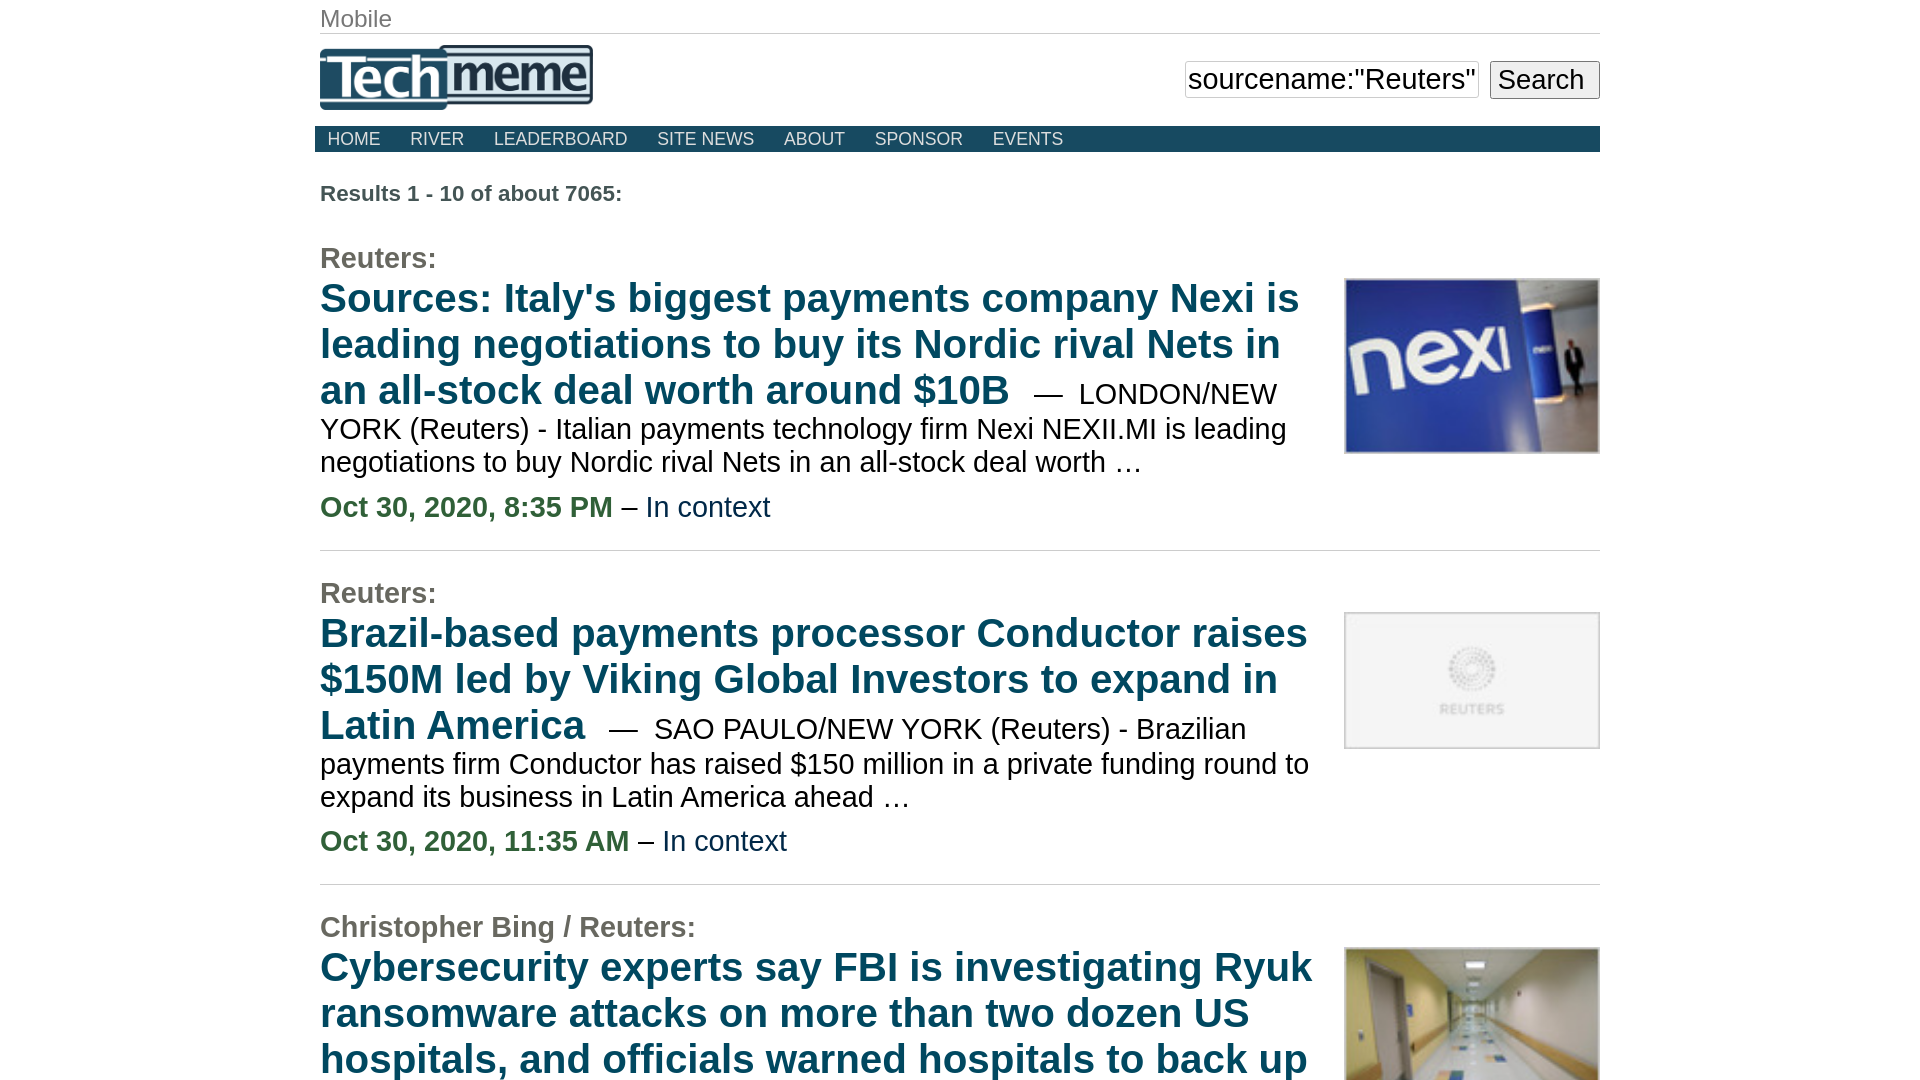 Mobile
Techmeme
sourcename:"Reuters" Search
HOME RIVER LEADERBOARD SITE NEWS ABOUT SPONSOR EVENTS
Results 1 - 10 of about 7065:
Reuters:
Sources: Italy's biggest payments company Nexi is
leading negotiations to buy its Nordic rival Nets in
an all-stock deal worth around $10B — LONDON/NEW
YORK (Reuters) - Italian payments technology firm Nexi NEXII.MI is leading
negotiations to buy Nordic rival Nets in an all-stock deal worth …
nexi
nexi
Oct 30, 2020, 8:35 PM – In context
Reuters:
Brazil-based payments processor Conductor raises
$150M led by Viking Global Investors to expand in
Latin America — SAO PAULO/NEW YORK (Reuters) - Brazilian
payments firm Conductor has raised $150 million in a private funding round to
expand its business in Latin America ahead …
REUTERS
Oct 30, 2020, 11:35 AM – In context
Christopher Bing / Reuters:
Cybersecurity experts say FBI is investigating Ryuk
ransomware attacks on more than two dozen US
hospitals, and officials warned hospitals to back up